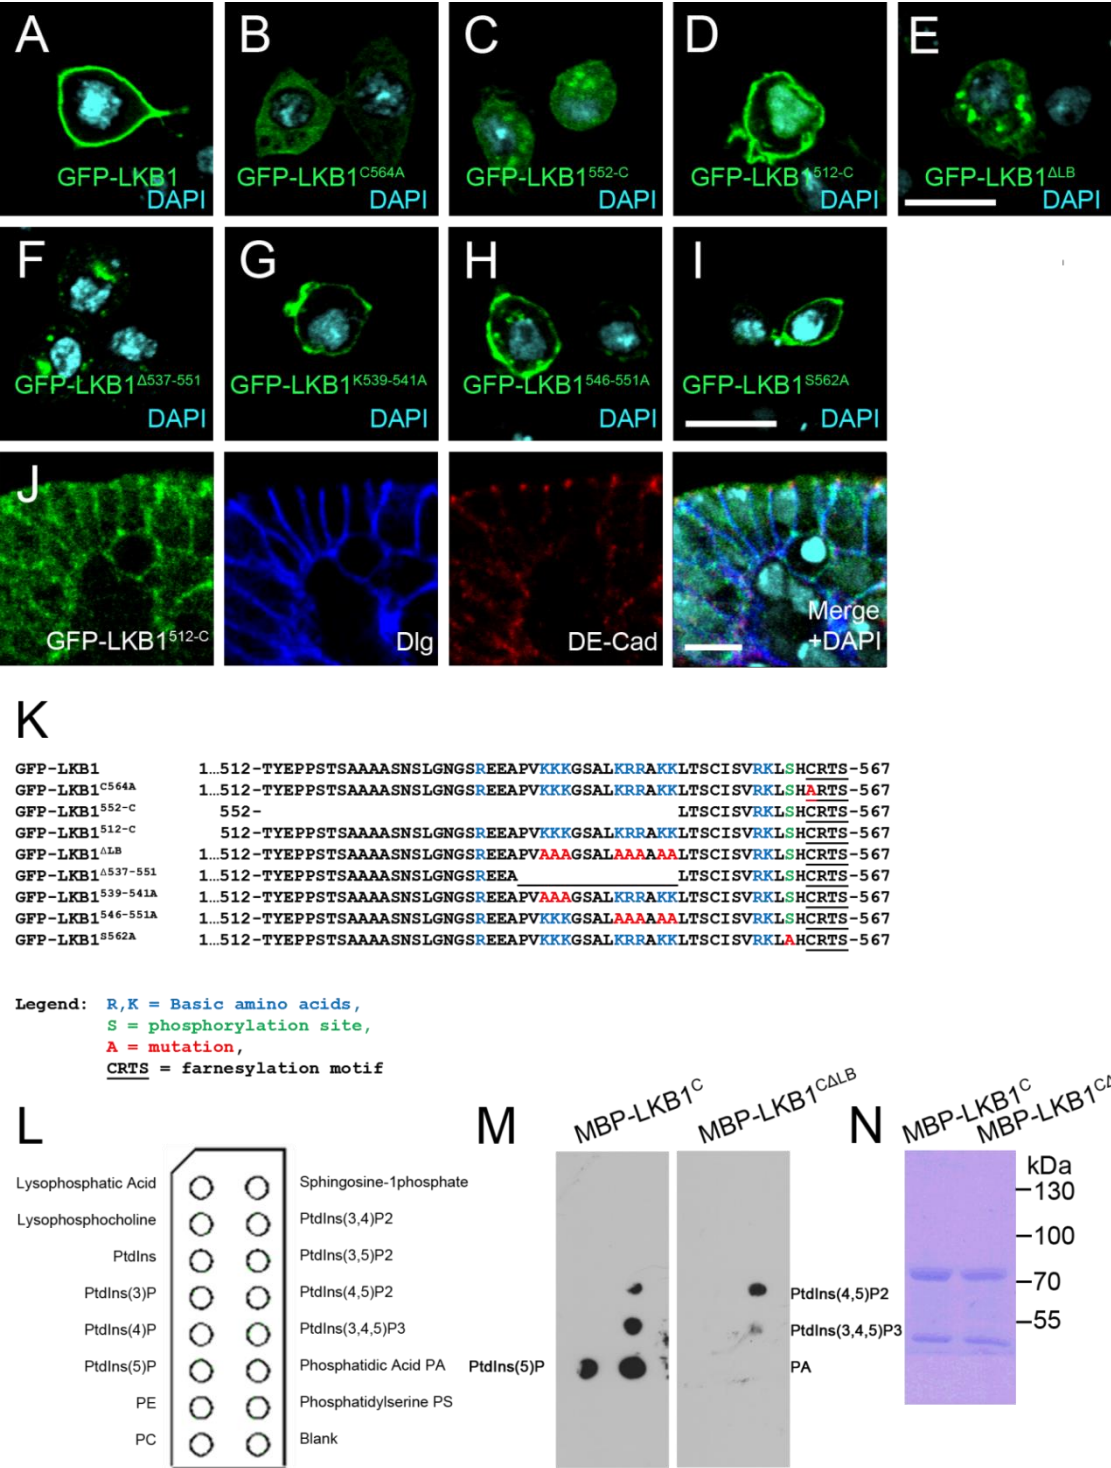 A
GFP-LKB1
DAPI
B
GFP-LKB1C564A
DAPI
C
GFP-LKB1552-C
DAPI
D
GFP-LKB1512-C
DAPI
E
GFP-LKB1ΔLB
DAPI
F
GFP-LKB1Δ537-551
DAPI
G
GFP-LKB1K539-541A
DAPI
H
GFP-LKB1546-551A
DAPI
I
GFP-LKB1S562A
DAPI
J
GFP-LKB1512-C
Dlg
DE-Cad
Merge
+DAPI
K
GFP-LKB1 1…512-TYEPPSTSAAAASNSLGNGSREEAPVKKKGSALKRRAKKLTSCISVRKLSHCRTS-567
GFP-LKB1C564A 1…512-TYEPPSTSAAAASNSLGNGSREEAPVKKKGSALKRRAKKLTSCISVRKLSHARTS-567
GFP-LKB1552-C 552- LTSCISVRKLSHCRTS-567
GFP-LKB1512-C 512-TYEPPSTSAAAASNSLGNGSREEAPVKKKGSALKRRAKKLTSCISVRKLSHCRTS-567
GFP-LKB1ΔLB 1…512-TYEPPSTSAAAASNSLGNGSREEAPVAAAGSALAAAAAALTSCISVRKLSHCRTS-567
GFP-LKB1Δ537-551 1…512-TYEPPSTSAAAASNSLGNGSREEA LTSCISVRKLSHCRTS-567
GFP-LKB1539-541A 1…512-TYEPPSTSAAAASNSLGNGSREEAPVAAAGSALKRRAKKLTSCISVRKLSHCRTS-567
GFP-LKB1546-551A 1…512-TYEPPSTSAAAASNSLGNGSREEAPVKKKGSALAAAAAALTSCISVRKLSHCRTS-567
GFP-LKB1S562A 1…512-TYEPPSTSAAAASNSLGNGSREEAPVKKKGSALKRRAKKLTSCISVRKLAHCRTS-567
Legend: R,K = Basic amino acids,
S = phosphorylation site,
A = mutation,
CRTS = farnesylation motif
L
Lysophosphatic Acid
Sphingosine-1phosphate
Lysophosphocholine
PtdIns(3,4)P2
PtdIns
PtdIns(3,5)P2
PtdIns(3)P
PtdIns(4,5)P2
PtdIns(4)P
PtdIns(3,4,5)P3
PtdIns(5)P
Phosphatidic Acid PA
PE
Phosphatidylserine PS
PC
Blank
M
MBP-LKB1C
MBP-LKB1CΔLB
PtdIns(4,5)P2
PtdIns(3,4,5)P3
PtdIns(5)P
PA
N
MBP-LKB1C
MBP-LKB1CΔ
kDa
130
100
70
55